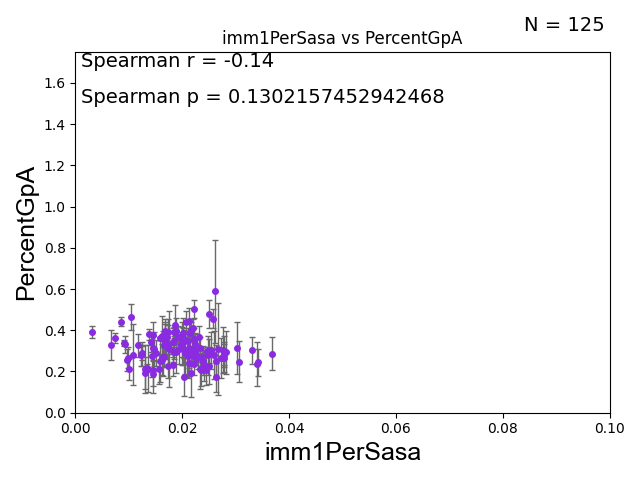 N = 125
imm1PerSasa vs PercentGpA
Spearman r = -0.14
Spearman p = 0.1302157452942468
PercentGpA
1.6
1.4
1.2
1.0
0.8
0.6
0.4
0.2
0.0
0.00 0.02 0.04 0.06 0.08 0.10
imm1PerSasa